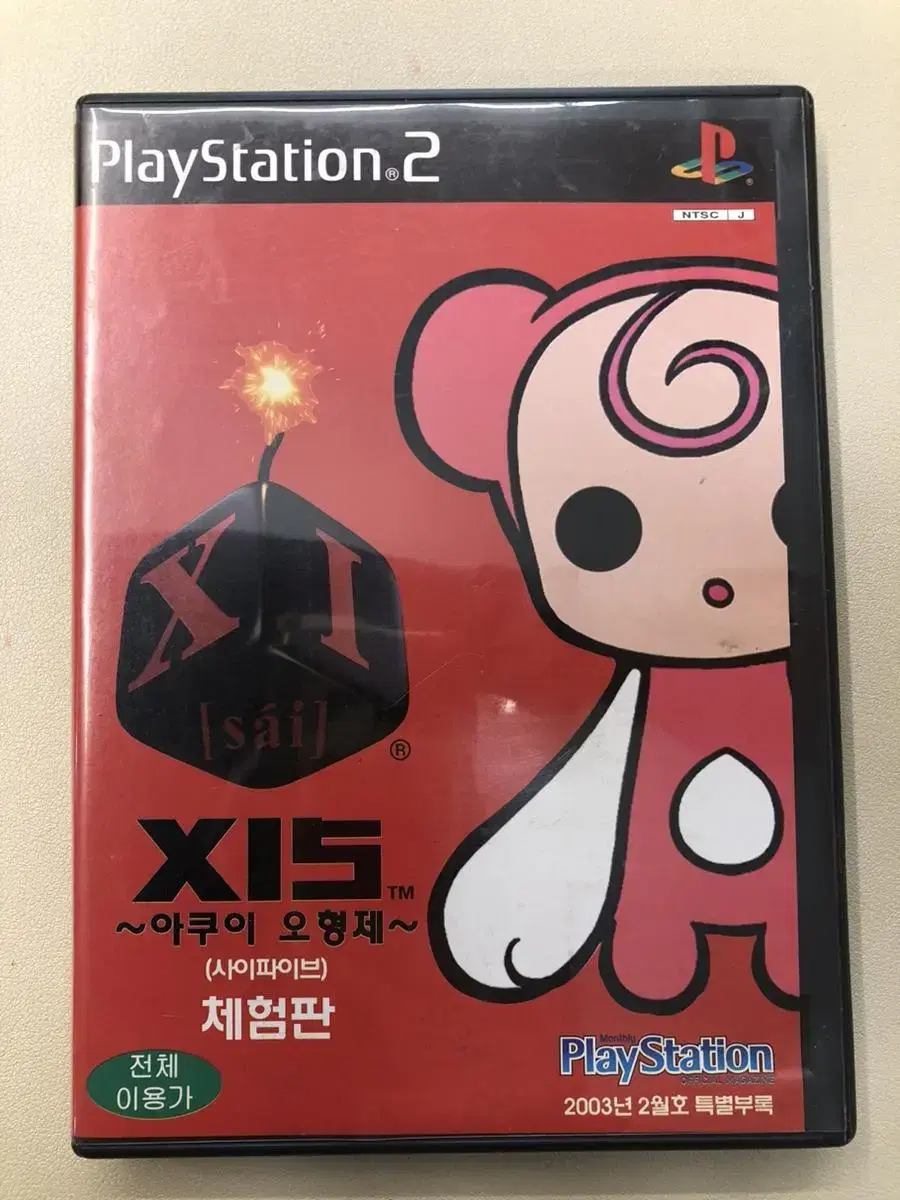 PlayStation®2
NTSC J
XI
[sái]
®
XI5™
~아쿠이 오형제~
(사이파이브)
체험판
전체
이용가
Monthly
PlayStation
OFFICIAL MAGAZINE
2003년 2월호 특별부록